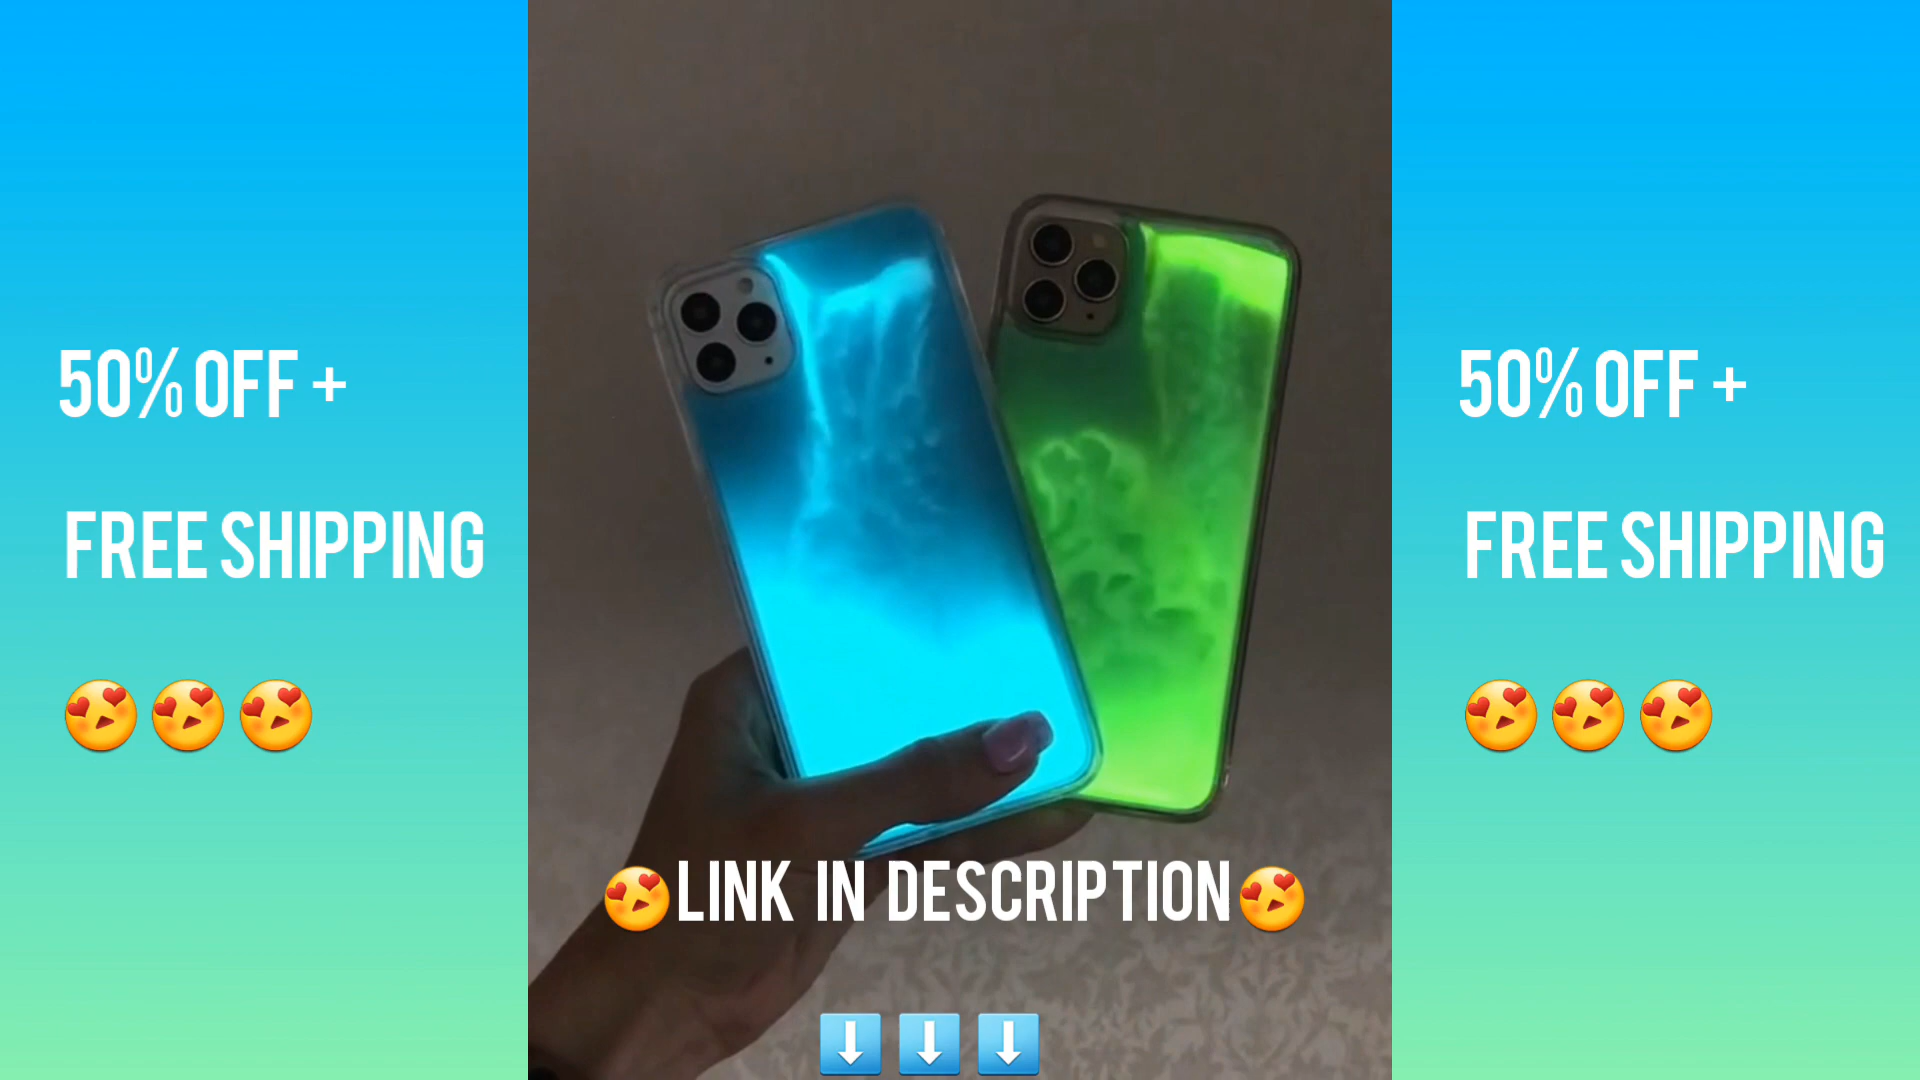 50% OFF +
FREE SHIPPING
😍😍😍
50% OFF +
FREE SHIPPING
😍😍😍
😍LINK IN DESCRIPTION😍
⬇️⬇️⬇️